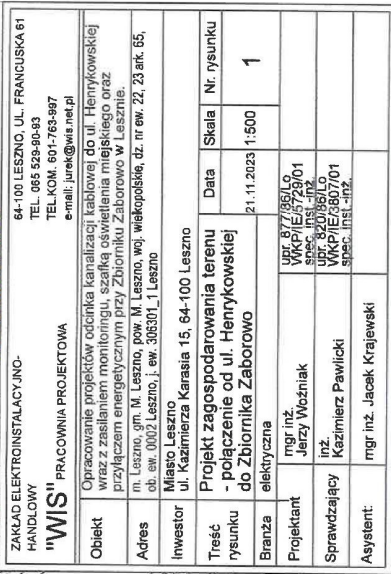 ZAKŁAD ELEKTROINSTALACYJNO-
HANDLOWY
"WIS" PRACOWNIA PROJEKTOWA
64-100 LESZNO, UL. FRANCUSKA 61
TEL. 065 529-90-93
TEL.KOM. 601-763-997
e-mail: jurek@wis.net.pl
Obiekt
Opracowanie projektów odcinka kanalizacji kablowej do ul. Henrykowskiej
wraz z zasilaniem monitoringu, szafką oświetlenia miejskiego oraz
przyłączem energetycznym przy Zbiorniku Zaborowo w Lesznie.
Adres
m. Leszno, gm. M. Leszno, pow. M. Leszno, woj. wielkopolskie, dz. nr ew. 22, 23 ark. 65,
ob. ew. 0002 Leszno, j. ew. 306301_1 Leszno
Inwestor
Miasto Leszno
ul. Kazimierza Karasia 15, 64-100 Leszno
Treść
rysunku
Projekt zagospodarowania terenu
- połączenie od ul. Henrykowskiej
do Zbiornika Zaborowo
Data
Skala
Nr. rysunku
21.11.2023
1:500
1
Branża
elektryczna
Projektant
mgr inż.
Jerzy Woźniak
upr. 877/86/Lo
WKP/IE/5729/01
spec. inst.-inż.
Sprawdzający
inż.
Kazimierz Pawlicki
upr. 820/86/Lo
WKP/IE/3807/01
spec. inst.-inż.
Asystent:
mgr inż. Jacek Krajewski